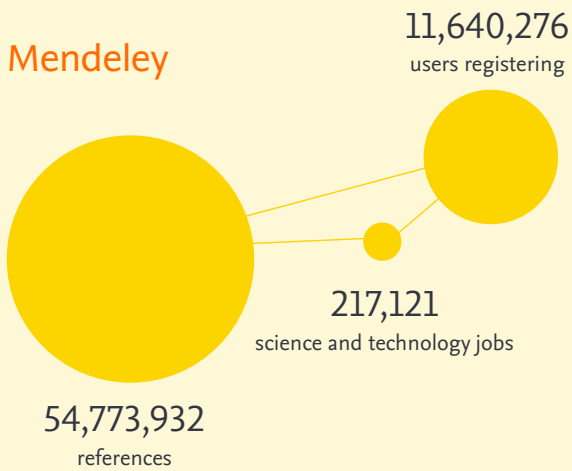 Mendeley
11,640,276
users registering
217,121
science and technology jobs
54,773,932
references